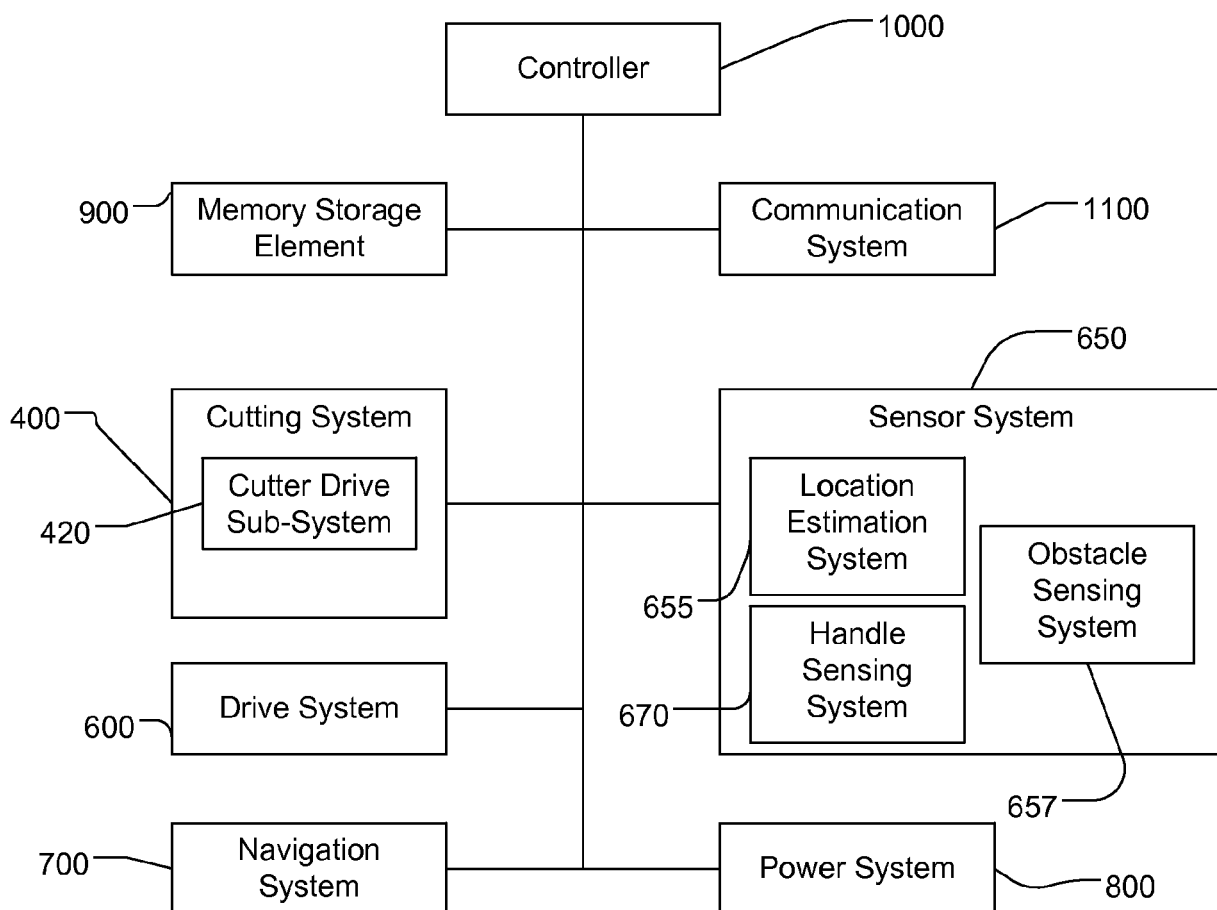 1000
Controller
900
Memory Storage
Element
Communication
System
1100
650
400
Cutting System
Cutter Drive
Sub-System
420
Sensor System
Location
Estimation
System
655
Obstacle
Sensing
System
Handle
Sensing
System
670
657
Drive System
600
700
Navigation
System
Power System
800